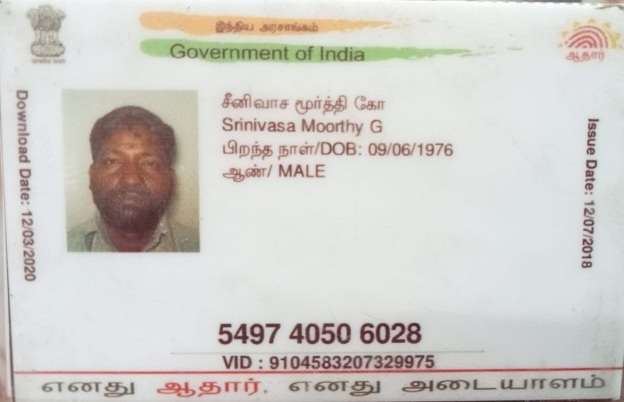 இந்திய அரசாங்கம்
Government of India
ஆதார்
Download Date: 12/03/2020
சீனிவாச மூர்த்தி கோ
Srinivasa Moorthy G
பிறந்த நாள்/DOB: 09/06/1976
ஆண்/ MALE
Issue Date: 12/07/2018
5497 4050 6028
VID : 9104583207329975
எனது ஆதார், எனது அடையாளம்